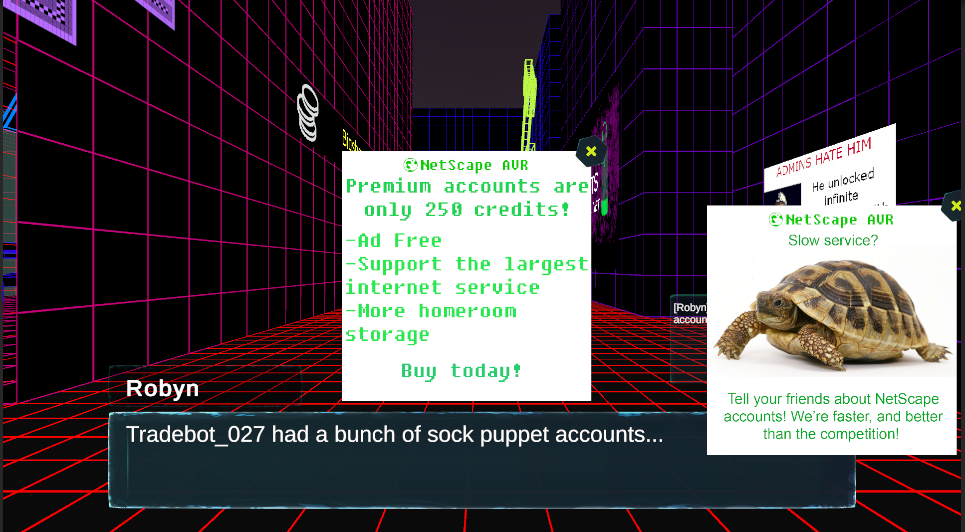 NetScape AVR
Premium accounts are
only 250 credits!
-Ad Free
-Support the largest
internet service
-More homeroom
storage
Buy today!
ADMINS HATE HIM
He unlocked
infinite
NetScape AVR
Slow service?
Tell your friends about NetScape
accounts! We're faster, and better
than the competition!
[Robyn
Robyn
Tradebot_027 had a bunch of sock puppet accounts...